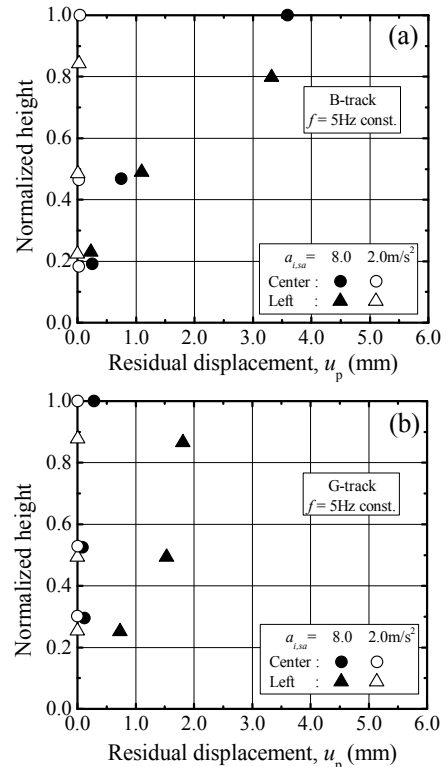 1.0
(a)
0.8
B-track
f = 5Hz const.
0.6
Normalized height
0.4
a_{i,sa} = 8.0 2.0m/s²
0.2
Center : ● ○
Left : ▲ △
0.0
0.0 1.0 2.0 3.0 4.0 5.0 6.0
Residual displacement, u_p (mm)
1.0
(b)
0.8
G-track
f = 5Hz const.
0.6
Normalized height
0.4
a_{i,sa} = 8.0 2.0m/s²
0.2
Center : ● ○
Left : ▲ △
0.0
0.0 1.0 2.0 3.0 4.0 5.0 6.0
Residual displacement, u_p (mm)